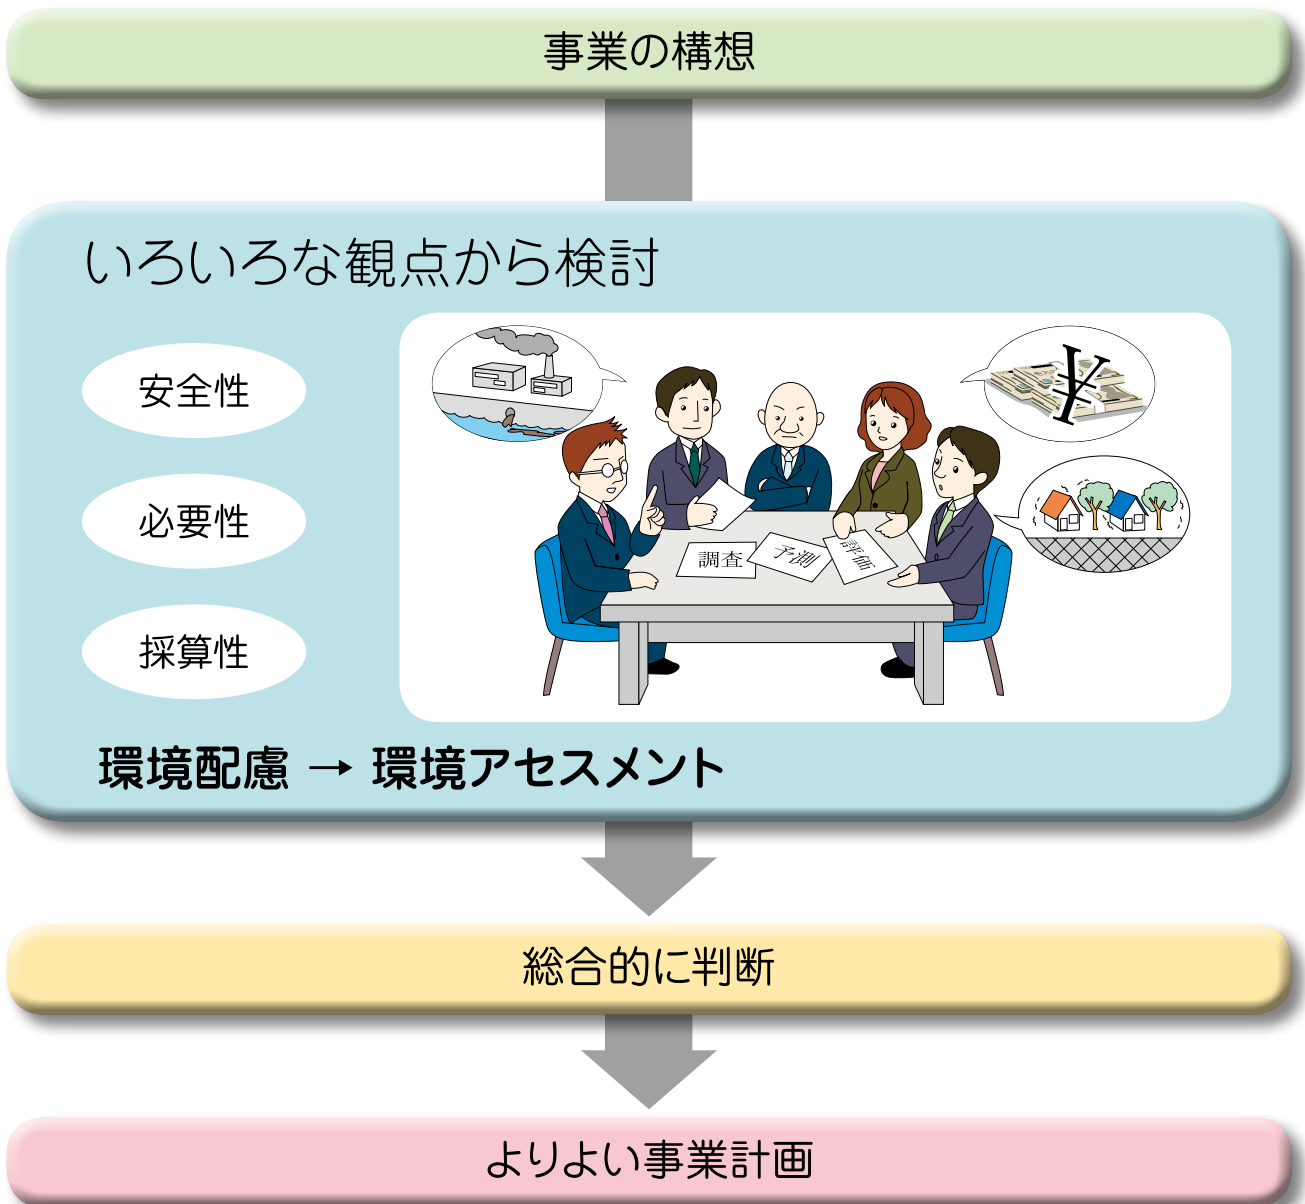 事業の構想
いろいろな観点から検討
安全性
必要性
採算性
¥
調査
予測
評価
環境配慮 → 環境アセスメント
総合的に判断
よりよい事業計画